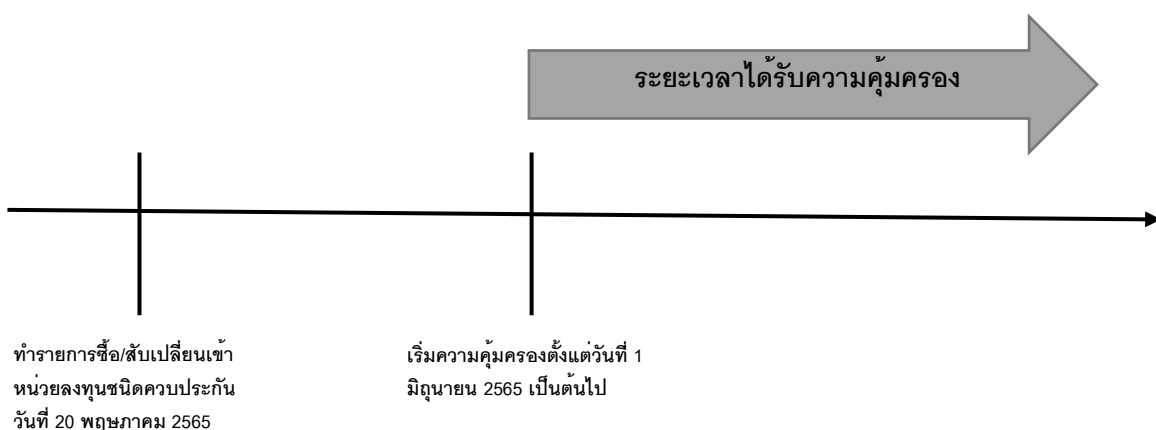 ระยะเวลาได้รับความคุ้มครอง
ทำรายการซื้อ/สับเปลี่ยนเข้า
หน่วยลงทุนชนิดควบประกัน
วันที่ 20 พฤษภาคม 2565
เริ่มความคุ้มครองตั้งแต่วันที่ 1
มิถุนายน 2565 เป็นต้นไป